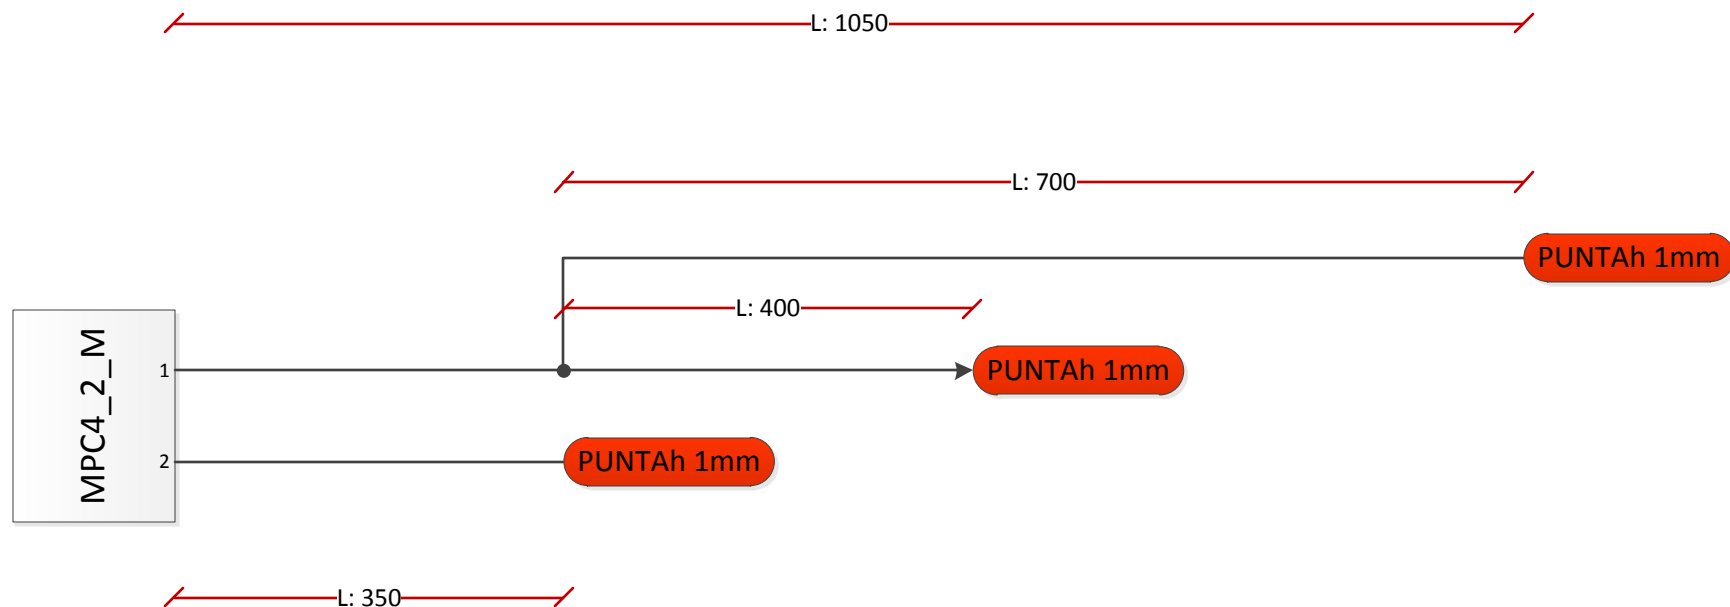 L: 1050
L: 700
PUNTAh 1mm
L: 400
MPC4_2_M
1
PUNTAh 1mm
2
PUNTAh 1mm
L: 350